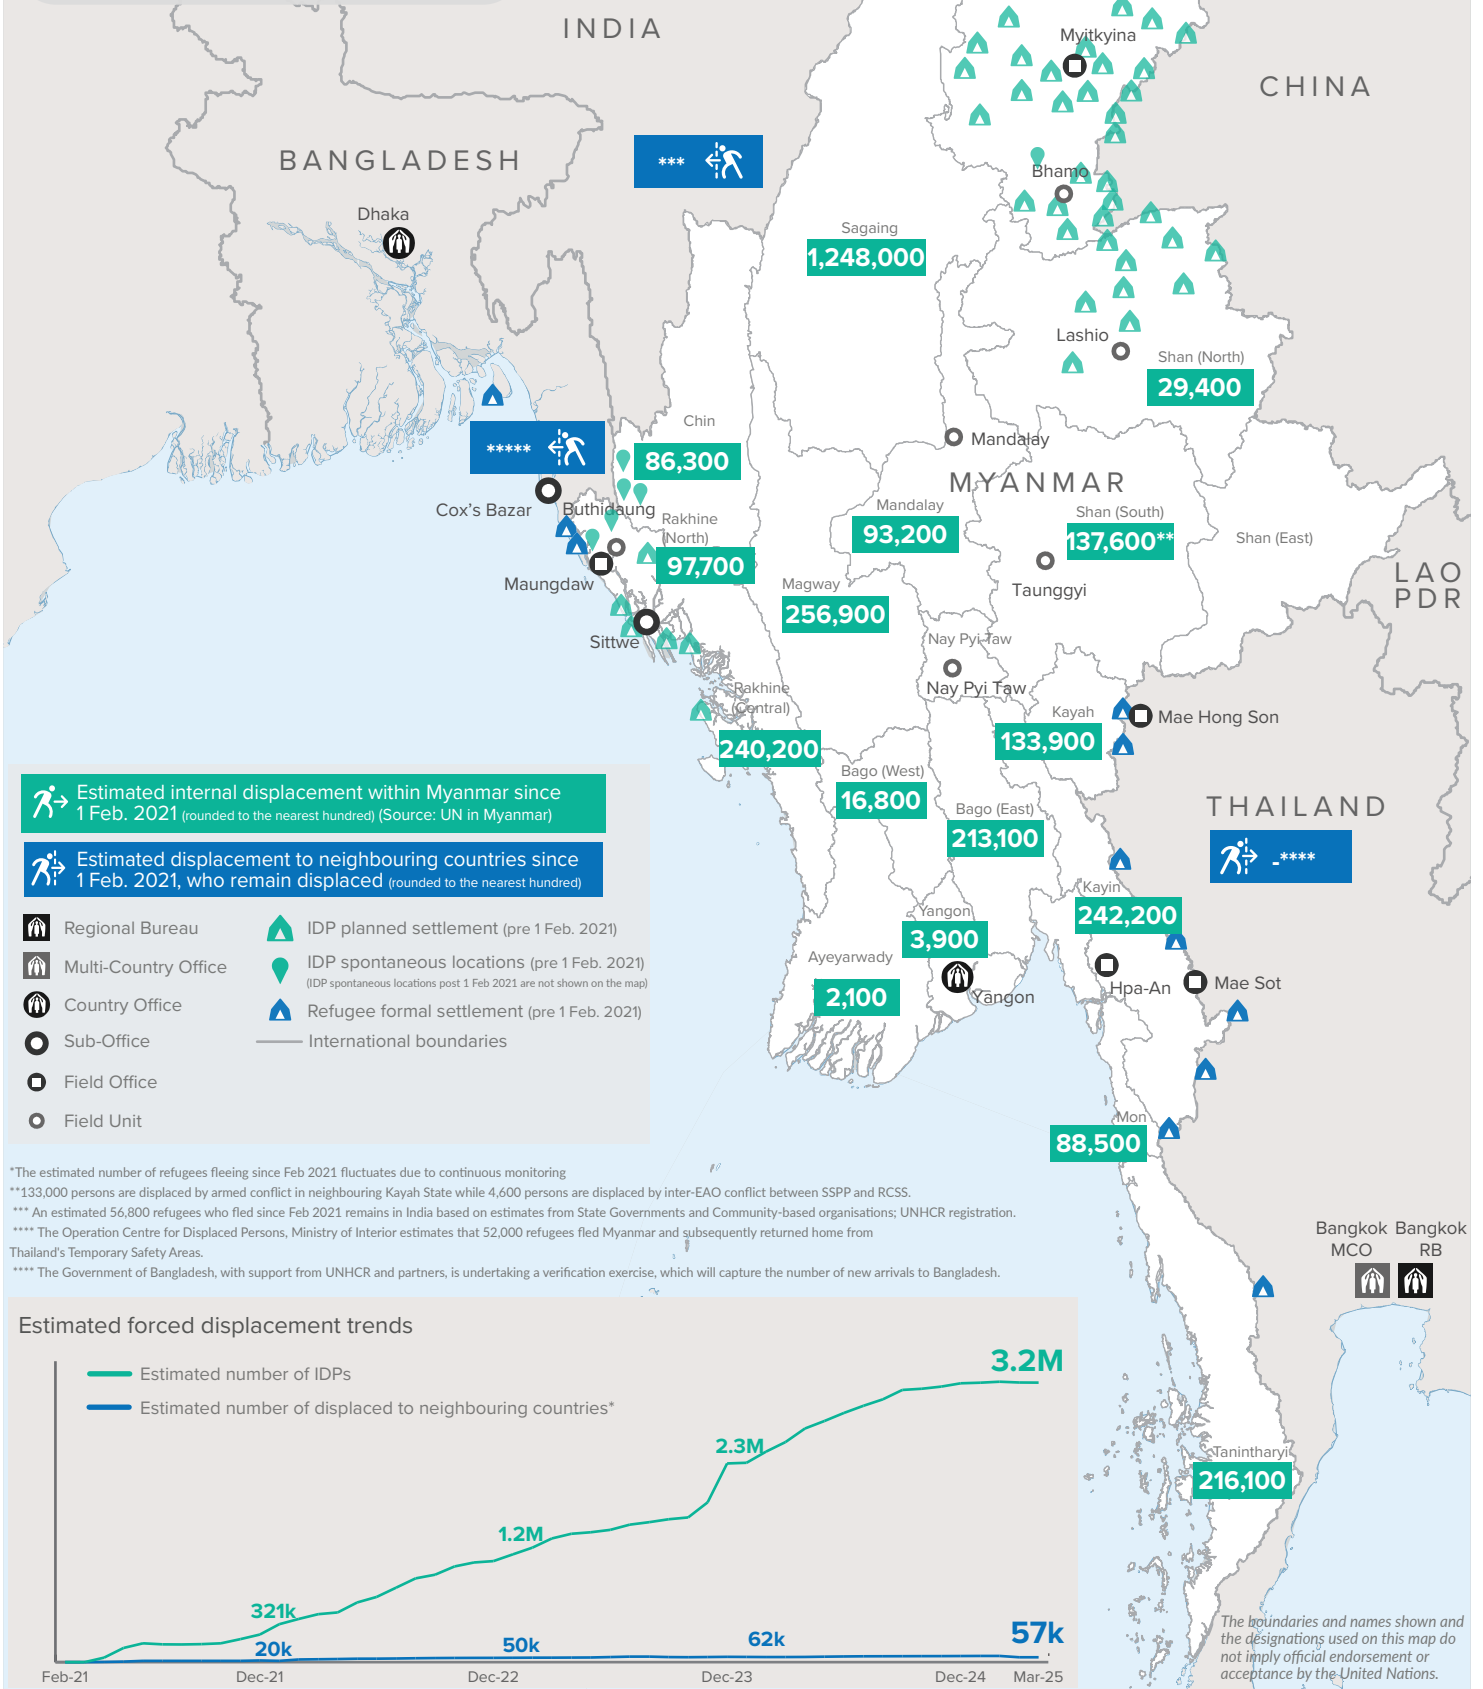 INDIA
Myitkyina
CHINA
BANGLADESH
***
Bhamo
Dhaka
Sagaing
1,248,000
Lashio
Shan (North)
29,400
Chin
86,300
*****
Mandalay
MYANMAR
Cox's Bazar
Buthidaung
Rakhine
(North)
97,700
Mandalay
93,200
Shan (South)
137,600**
Shan (East)
Maungdaw
Magway
256,900
Taunggyi
LAO
PDR
Sittwe
Nay Pyi Taw
Nay Pyi Taw
Rakhine
(Central)
240,200
Kayah
133,900
Mae Hong Son
Bago (West)
16,800
Bago (East)
213,100
THAILAND
-****
Kayin
242,200
Yangon
3,900
Ayeyarwady
2,100
Yangon
Hpa-An
Mae Sot
Mon
88,500
Bangkok
MCO
Bangkok
RB
Tanintharyi
216,100
Estimated internal displacement within Myanmar since
1 Feb. 2021 (rounded to the nearest hundred) (Source: UN in Myanmar)
Estimated displacement to neighbouring countries since
1 Feb. 2021, who remain displaced (rounded to the nearest hundred)
Regional Bureau
Multi-Country Office
Country Office
Sub-Office
Field Office
Field Unit
IDP planned settlement (pre 1 Feb. 2021)
IDP spontaneous locations (pre 1 Feb. 2021)
(IDP spontaneous locations post 1 Feb 2021 are not shown on the map)
Refugee formal settlement (pre 1 Feb. 2021)
International boundaries
*The estimated number of refugees fleeing since Feb 2021 fluctuates due to continuous monitoring
**133,000 persons are displaced by armed conflict in neighbouring Kayah State while 4,600 persons are displaced by inter-EAO conflict between SSPP and RCSS.
*** An estimated 56,800 refugees who fled since Feb 2021 remains in India based on estimates from State Governments and Community-based organisations; UNHCR registration.
**** The Operation Centre for Displaced Persons, Ministry of Interior estimates that 52,000 refugees fled Myanmar and subsequently returned home from
Thailand's Temporary Safety Areas.
**** The Government of Bangladesh, with support from UNHCR and partners, is undertaking a verification exercise, which will capture the number of new arrivals to Bangladesh.
Estimated forced displacement trends
Estimated number of IDPs
Estimated number of displaced to neighbouring countries*
3.2M
2.3M
1.2M
321k
20k
50k
62k
57k
Feb-21
Dec-21
Dec-22
Dec-23
Dec-24
Mar-25
The boundaries and names shown and
the designations used on this map do
not imply official endorsement or
acceptance by the United Nations.